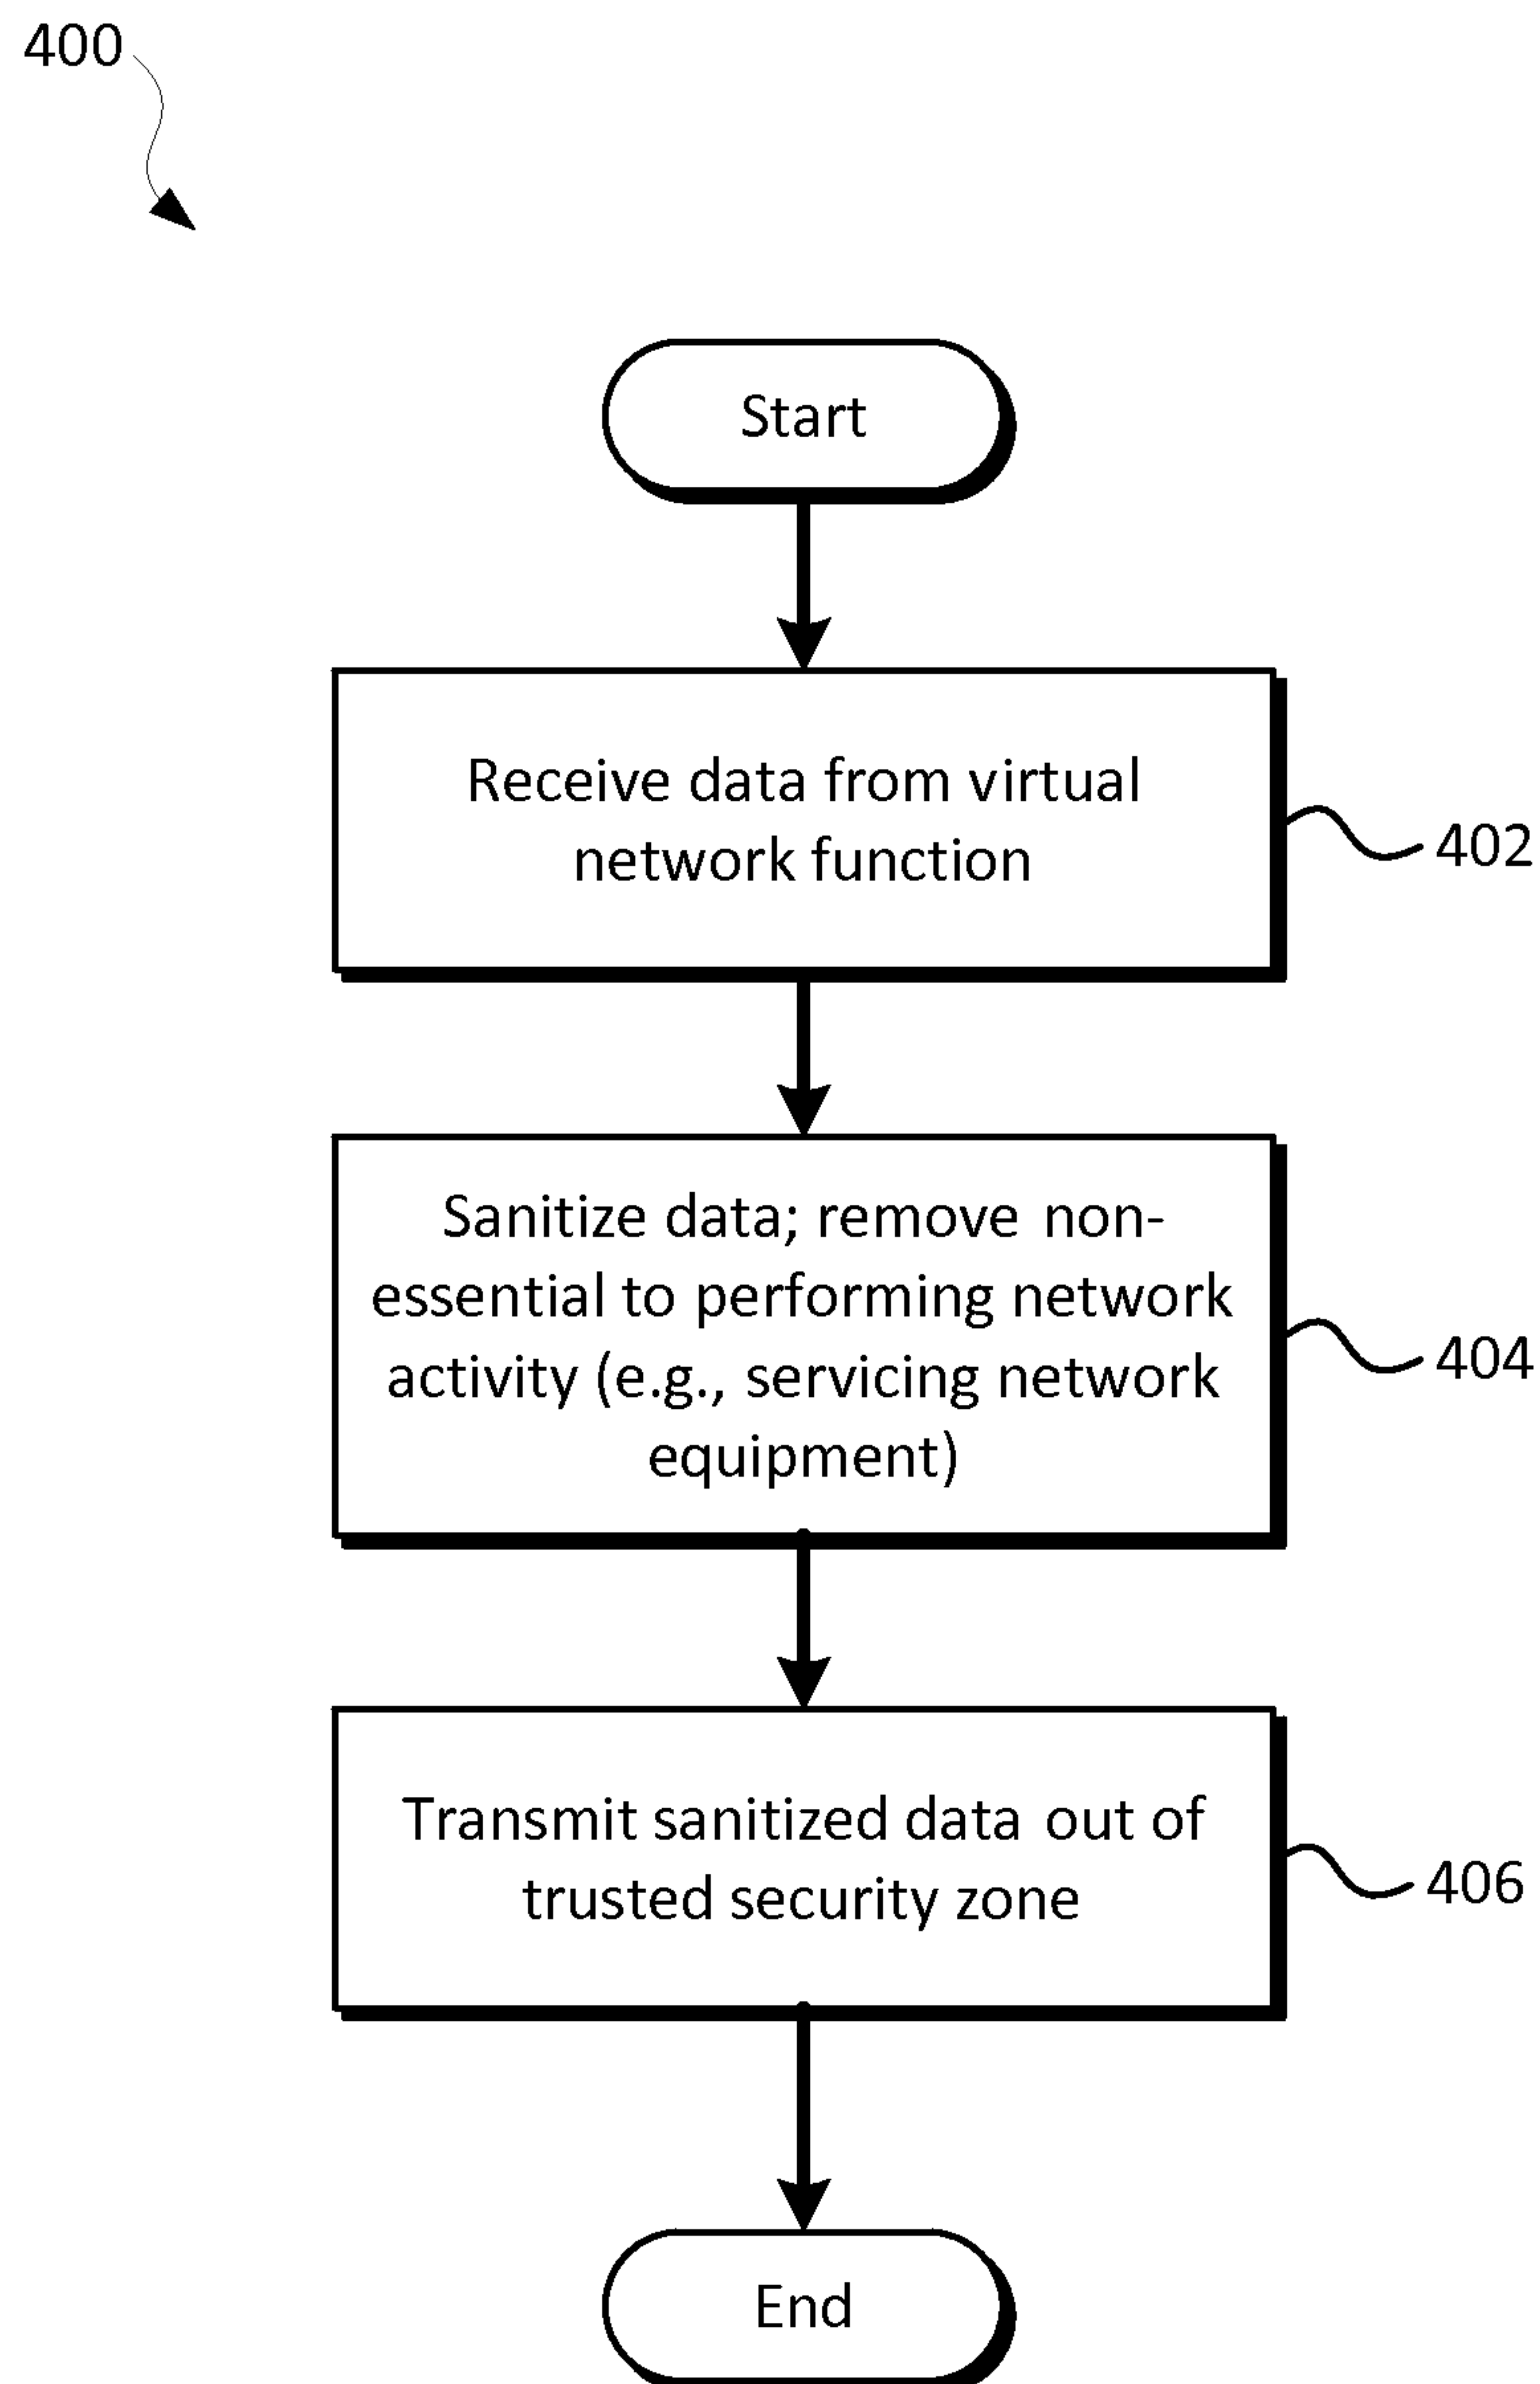 400
Start
Receive data from virtual
network function
402
Sanitize data; remove non-
essential to performing network
activity (e.g., servicing network
equipment)
404
Transmit sanitized data out of
trusted security zone
406
End